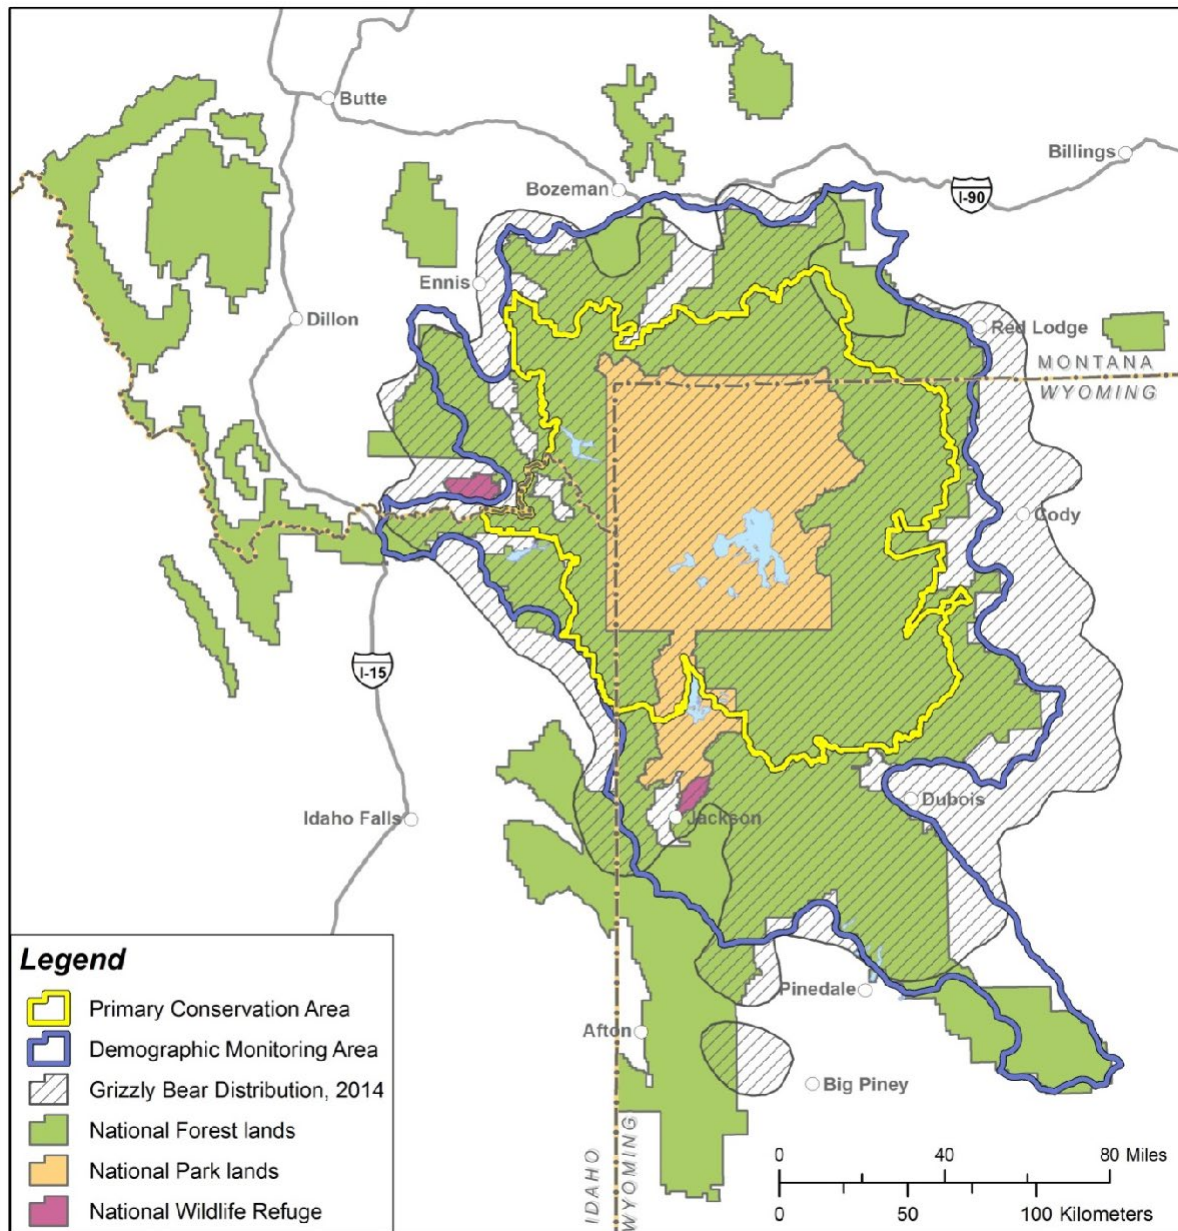 Butte
Billings
Bozeman
I-90
Ennis
Dillon
Red Lodge
MONTANA
WYOMING
Cody
I-15
Idaho Falls
Dubois
Jackson
Pinedale
Afton
Big Piney
IDAHO
WYOMING
Legend
Primary Conservation Area
Demographic Monitoring Area
Grizzly Bear Distribution, 2014
National Forest lands
National Park lands
National Wildlife Refuge
0 40 80 Miles
0 50 100 Kilometers